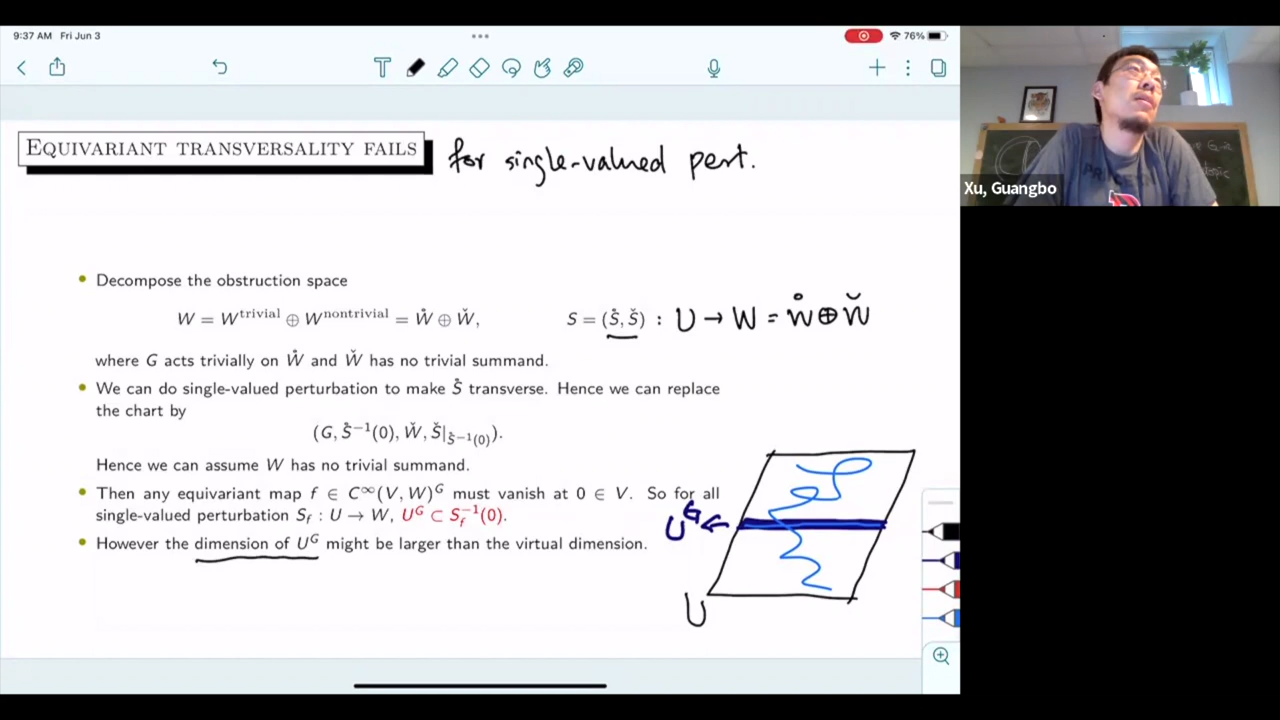 9:37 AM Fri Jun 3
76%
EQUIVARIANT TRANSVERSALITY FAILS for single-valued pert.
Xu, Guangbo
• Decompose the obstruction space
W = W^trivial ⊕ W^nontrivial = W̊ ⊕ W̌, S = (S̊, Š) : U → W = W̊ ⊕ W̌
where G acts trivially on W̊ and W̌ has no trivial summand.
• We can do single-valued perturbation to make S̊ transverse. Hence we can replace
the chart by
(G, S̊⁻¹(0), W̌, Š|_S̊⁻¹(0)).
Hence we can assume W has no trivial summand.
• Then any equivariant map f ∈ C^∞(V, W)^G must vanish at 0 ∈ V. So for all
single-valued perturbation S_f : U → W, U^G ⊂ S_f⁻¹(0).
• However the dimension of U^G might be larger than the virtual dimension.
U^G ←
U